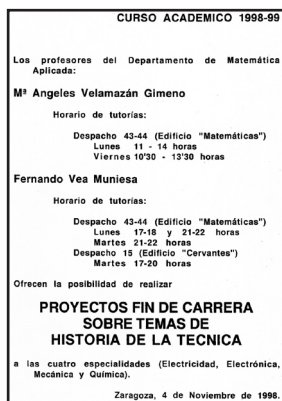 CURSO ACADEMICO 1998-99
Los profesores del Departamento de Matemática
Aplicada:
Mª Angeles Velamazán Gimeno
Horario de tutorías:
Despacho 43-44 (Edificio "Matemáticas")
Lunes 11 - 14 horas
Viernes 10'30 - 13'30 horas
Fernando Vea Muniesa
Horario de tutorías:
Despacho 43-44 (Edificio "Matemáticas")
Lunes 17-18 y 21-22 horas
Martes 21-22 horas
Despacho 15 (Edificio "Cervantes")
Martes 17-20 horas
Ofrecen la posibilidad de realizar
PROYECTOS FIN DE CARRERA
SOBRE TEMAS DE
HISTORIA DE LA TECNICA
a las cuatro especialidades (Electricidad, Electrónica,
Mecánica y Química).
Zaragoza, 4 de Noviembre de 1998.